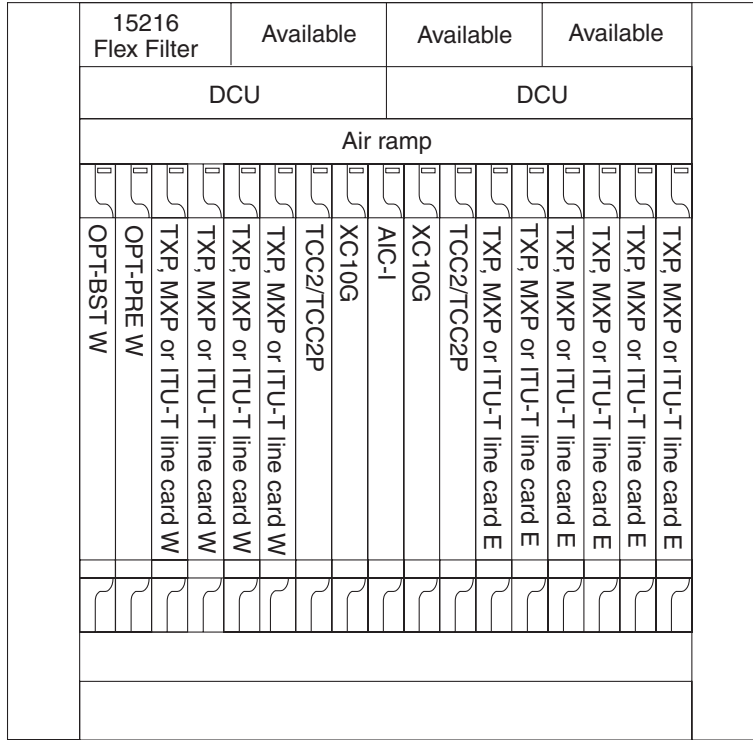 15216
Flex Filter
Available
Available
Available
DCU
DCU
Air ramp
OPT-BST W
OPT-PRE W
TXP, MXP or ITU-T line card W
TXP, MXP or ITU-T line card W
TXP, MXP or ITU-T line card W
TXP, MXP or ITU-T line card W
TCC2/TCC2P
XC10G
AIC-I
XC10G
TCC2/TCC2P
TXP, MXP or ITU-T line card E
TXP, MXP or ITU-T line card E
TXP, MXP or ITU-T line card E
TXP, MXP or ITU-T line card E
TXP, MXP or ITU-T line card E
TXP, MXP or ITU-T line card E